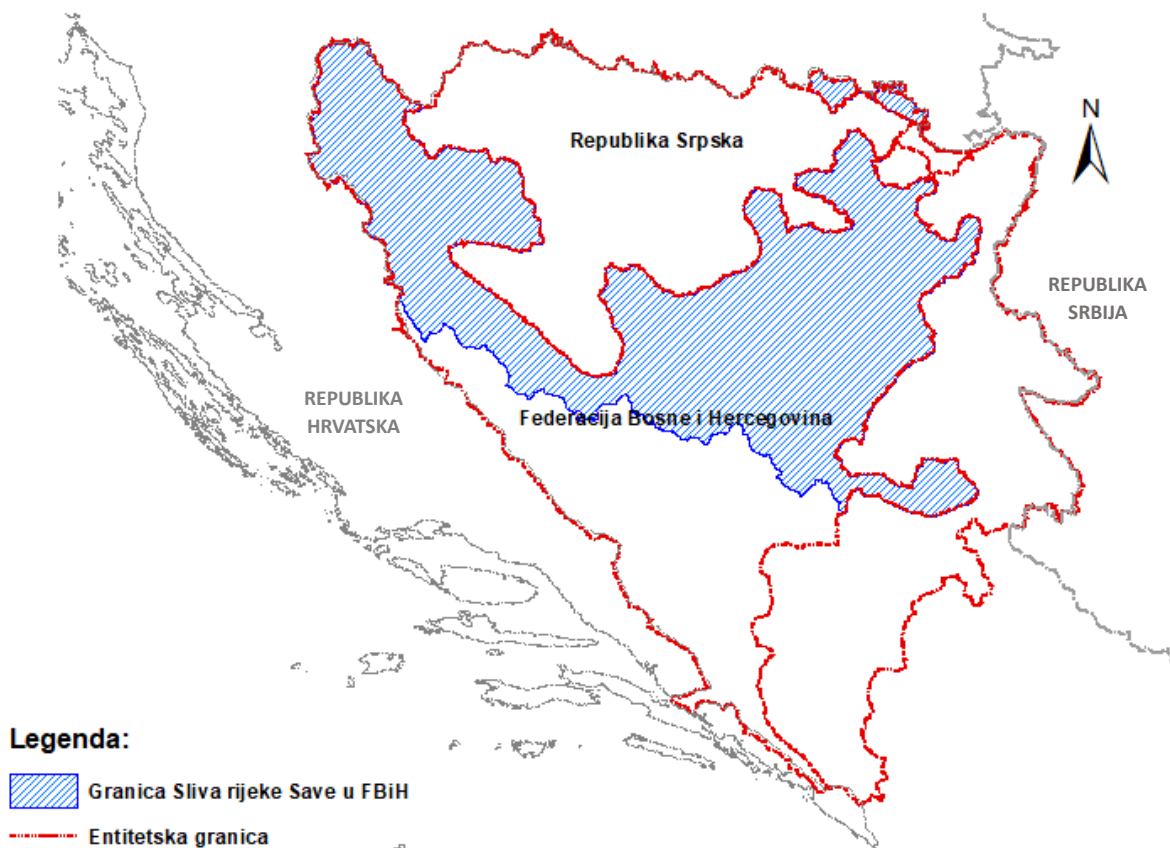 N
Republika Srpska
REPUBLIKA
SRBIJA
REPUBLIKA
HRVATSKA
Federacija Bosne i Hercegovina
Legenda:
Granica Sliva rijeke Save u FBiH
Entitetska granica